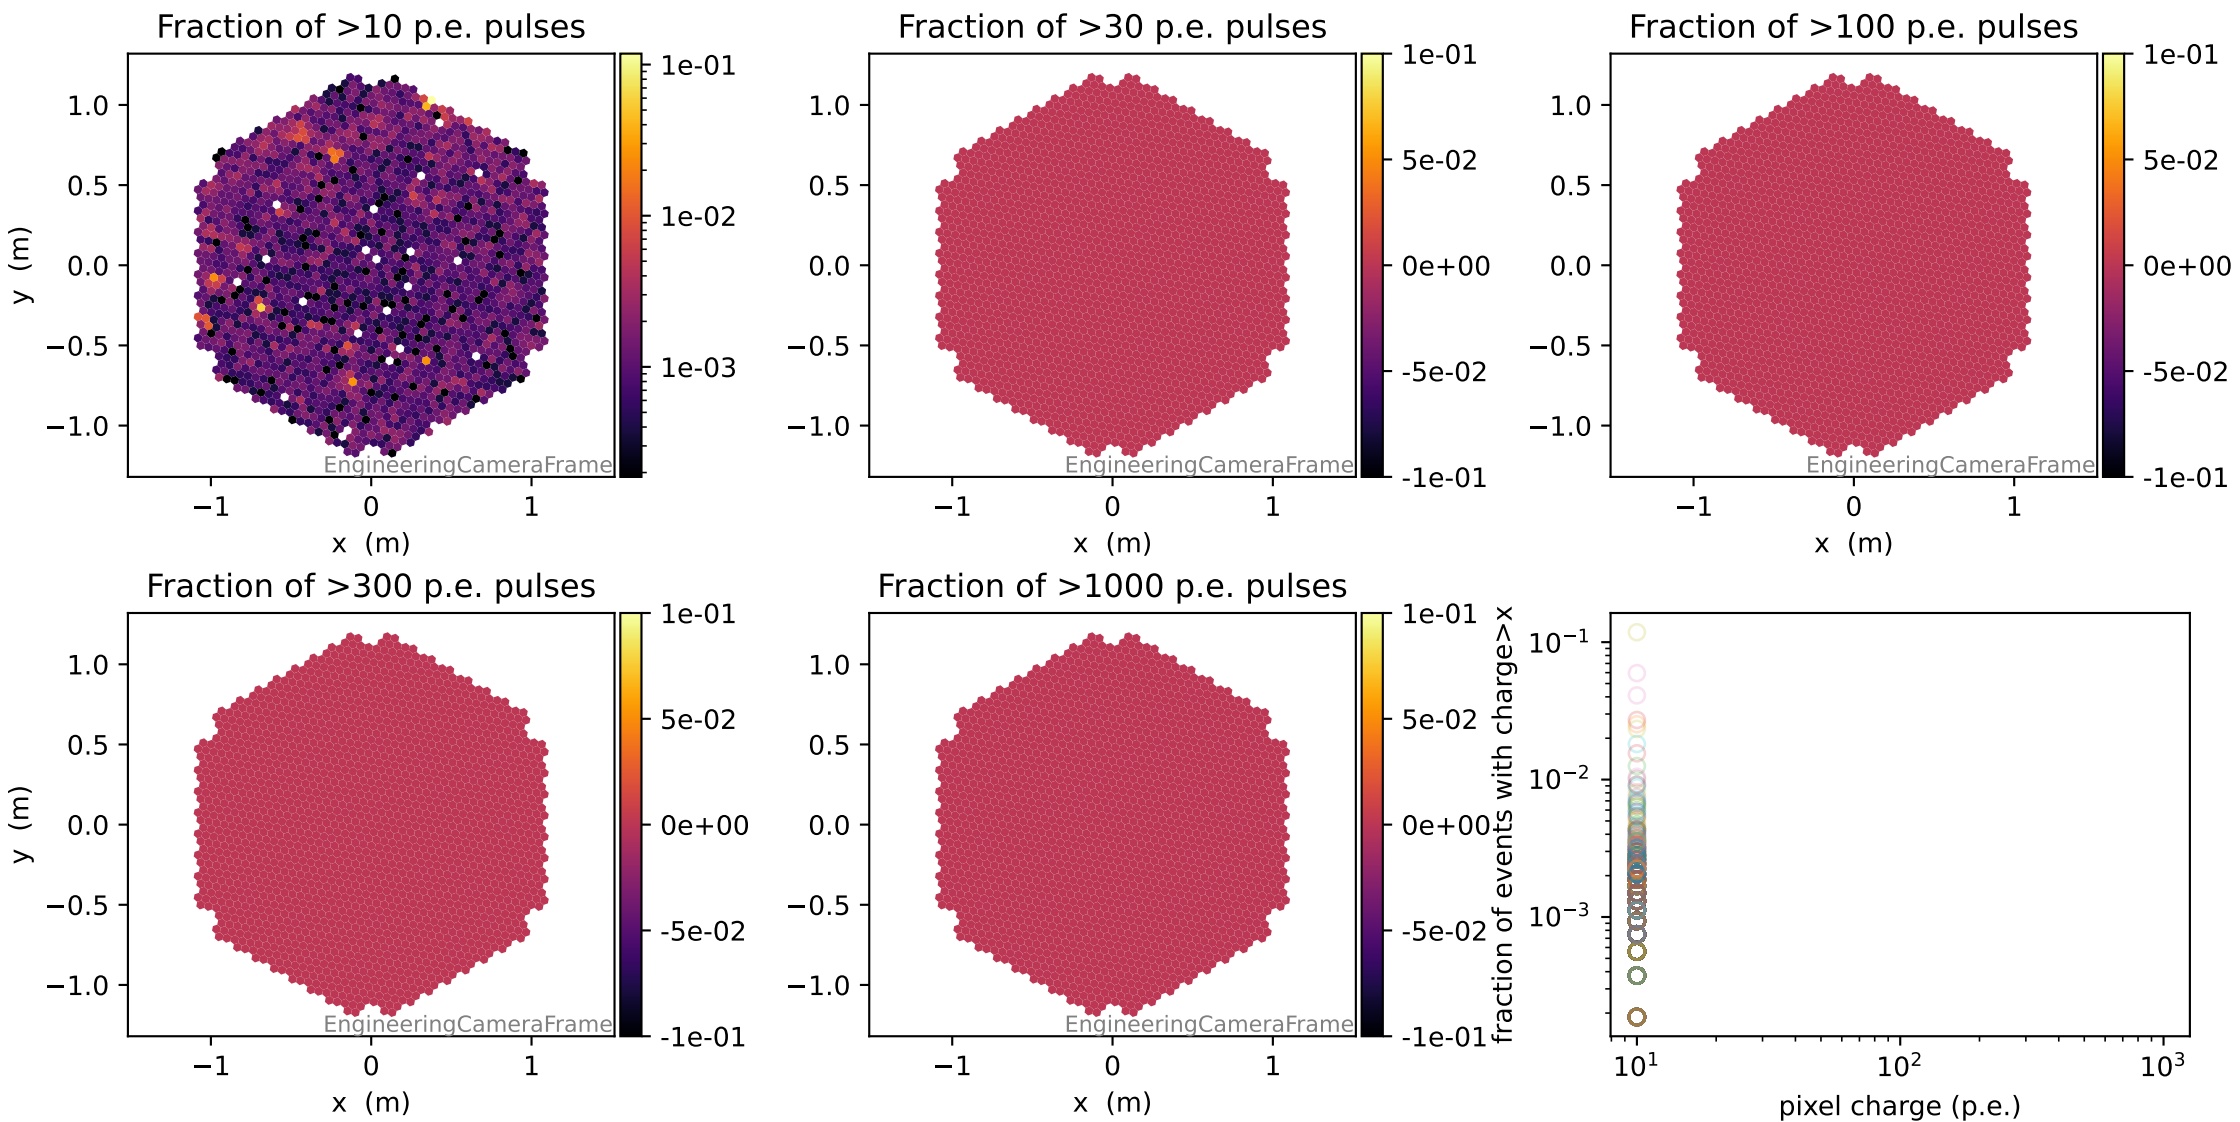 Fraction of >10 p.e. pulses
1.0
0.5
0.0
−0.5
−1.0
y (m)
−1
0
1
x (m)
EngineeringCameraFrame
1e-01
1e-02
1e-03
Fraction of >30 p.e. pulses
1.0
0.5
0.0
−0.5
−1.0
−1
0
1
x (m)
EngineeringCameraFrame
1e-01
5e-02
0e+00
-5e-02
-1e-01
Fraction of >100 p.e. pulses
1.0
0.5
0.0
−0.5
−1.0
−1
0
1
x (m)
EngineeringCameraFrame
1e-01
5e-02
0e+00
-5e-02
-1e-01
Fraction of >300 p.e. pulses
1.0
0.5
0.0
−0.5
−1.0
y (m)
−1
0
1
x (m)
EngineeringCameraFrame
1e-01
5e-02
0e+00
-5e-02
-1e-01
Fraction of >1000 p.e. pulses
1.0
0.5
0.0
−0.5
−1.0
−1
0
1
x (m)
EngineeringCameraFrame
1e-01
5e-02
0e+00
-5e-02
-1e-01
fraction of events with charge>x
10⁻¹
10⁻²
10⁻³
10¹
10²
10³
pixel charge (p.e.)